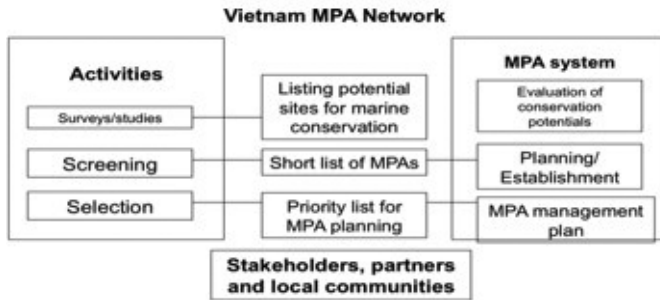 Vietnam MPA Network
Activities
Surveys/studies
Screening
Selection
Listing potential
sites for marine
conservation
Short list of MPAs
Priority list for
MPA planning
MPA system
Evaluation of
conservation
potentials
Planning/
Establishment
MPA management
plan
Stakeholders, partners
and local communities